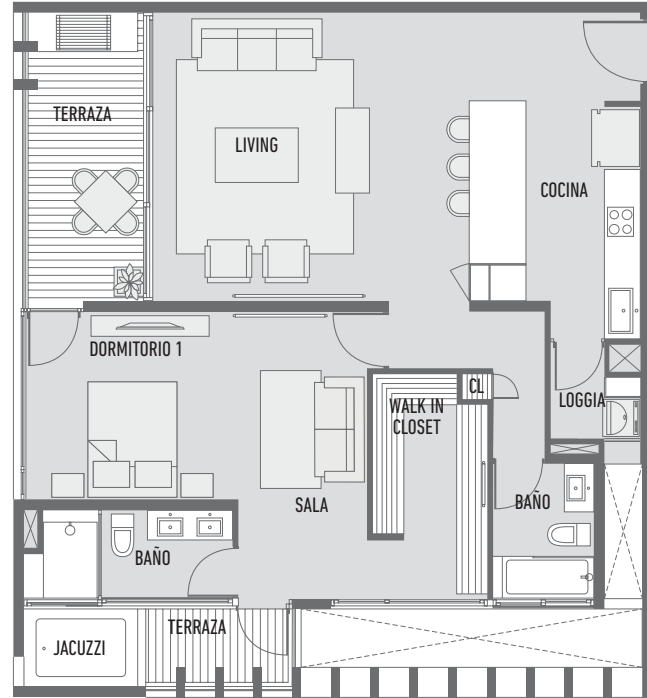 TERRAZA
LIVING
COCINA
DORMITORIO 1
WALK IN
CLOSET
CL
LOGGIA
SALA
BAÑO
BAÑO
TERRAZA
JACUZZI